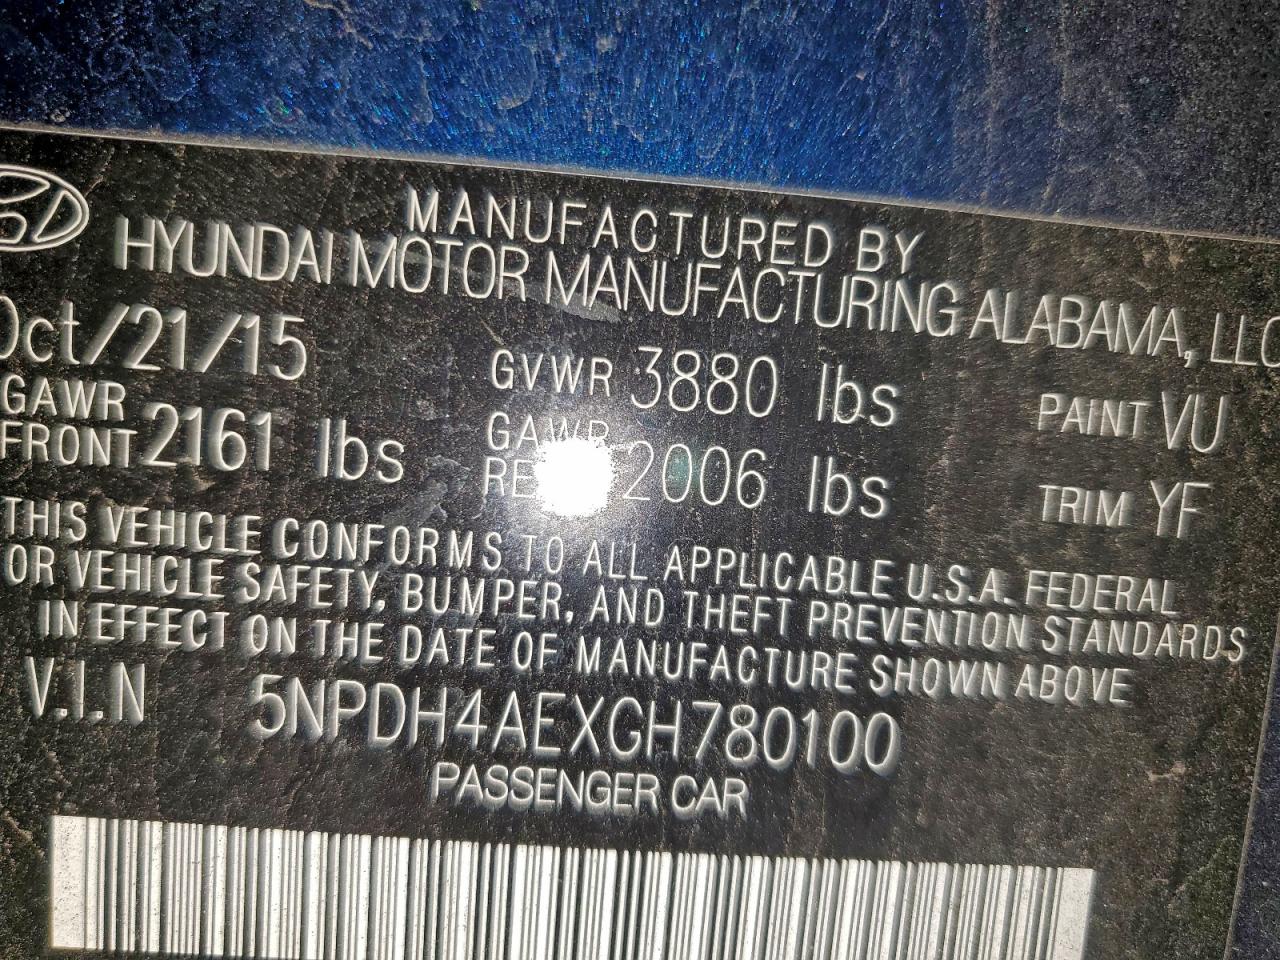 MANUFACTURED BY
HYUNDAI MOTOR MANUFACTURING ALABAMA, LLC
Oct/21/15 GVWR 3880 lbs PAINT VU
GAWR FRONT 2161 lbs GAWR 2006 lbs TRIM YF
THIS VEHICLE CONFORMS TO ALL APPLICABLE U.S.A. FEDERAL
OR VEHICLE SAFETY, BUMPER, AND THEFT PREVENTION STANDARDS
IN EFFECT ON THE DATE OF MANUFACTURE SHOWN ABOVE
V.I.N 5NPDH4AEXGH780100
PASSENGER CAR